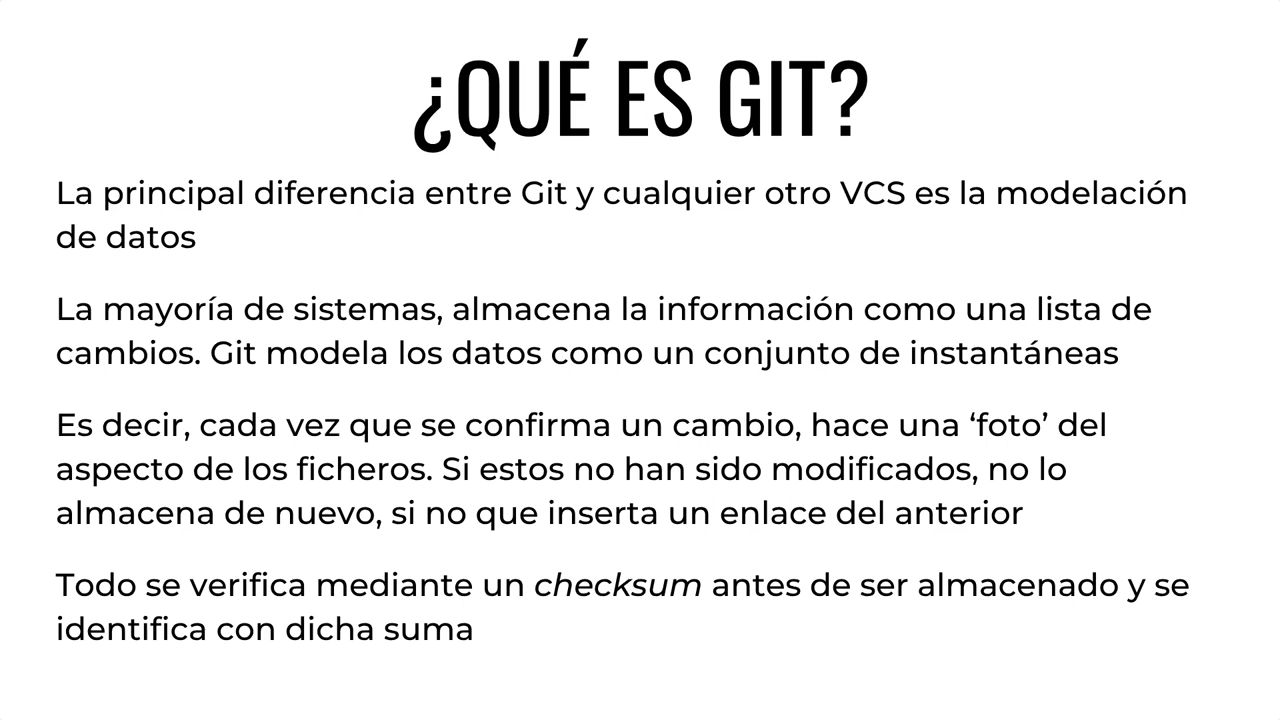 ¿QUÉ ES GIT?
La principal diferencia entre Git y cualquier otro VCS es la modelación
de datos
La mayoría de sistemas, almacena la información como una lista de
cambios. Git modela los datos como un conjunto de instantáneas
Es decir, cada vez que se confirma un cambio, hace una ‘foto’ del
aspecto de los ficheros. Si estos no han sido modificados, no lo
almacena de nuevo, si no que inserta un enlace del anterior
Todo se verifica mediante un checksum antes de ser almacenado y se
identifica con dicha suma